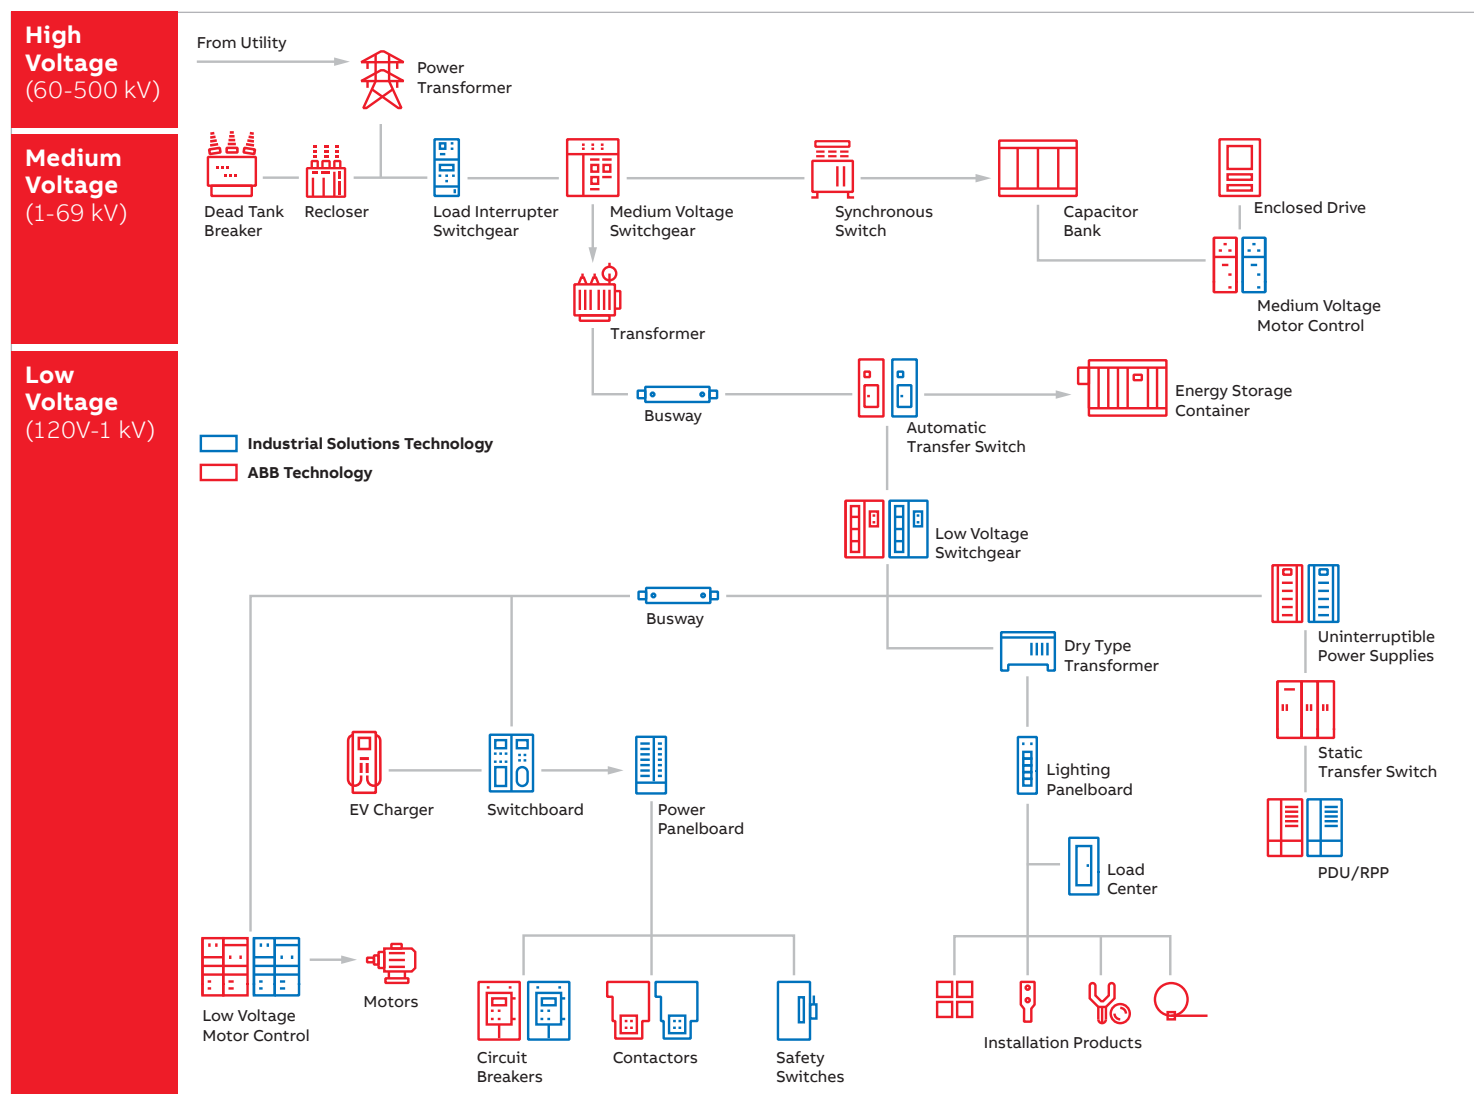 High
Voltage
(60-500 kV)
From Utility
Power
Transformer
Medium
Voltage
(1-69 kV)
Dead Tank
Breaker
Recloser
Load Interrupter
Switchgear
Medium Voltage
Switchgear
Synchronous
Switch
Capacitor
Bank
Enclosed Drive
Medium Voltage
Motor Control
Transformer
Low
Voltage
(120V-1 kV)
Busway
Automatic
Transfer Switch
Energy Storage
Container
Industrial Solutions Technology
ABB Technology
Low Voltage
Switchgear
Busway
Dry Type
Transformer
Uninterruptible
Power Supplies
Static
Transfer Switch
EV Charger
Switchboard
Power
Panelboard
Lighting
Panelboard
Load
Center
PDU/RPP
Low Voltage
Motor Control
Motors
Circuit
Breakers
Contactors
Safety
Switches
Installation Products